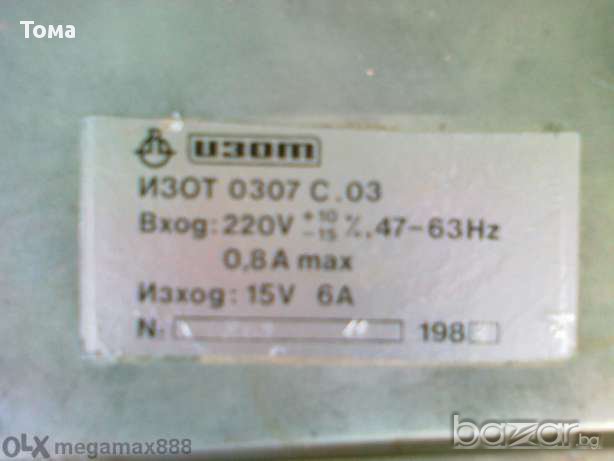 Тома
изот
ИЗОТ 0307 С.03
Вход: 220V +10 -15 %, 47-63Hz
0,8A max
Изход: 15V 6A
N:
198
OLX megamax888
bazar.bg